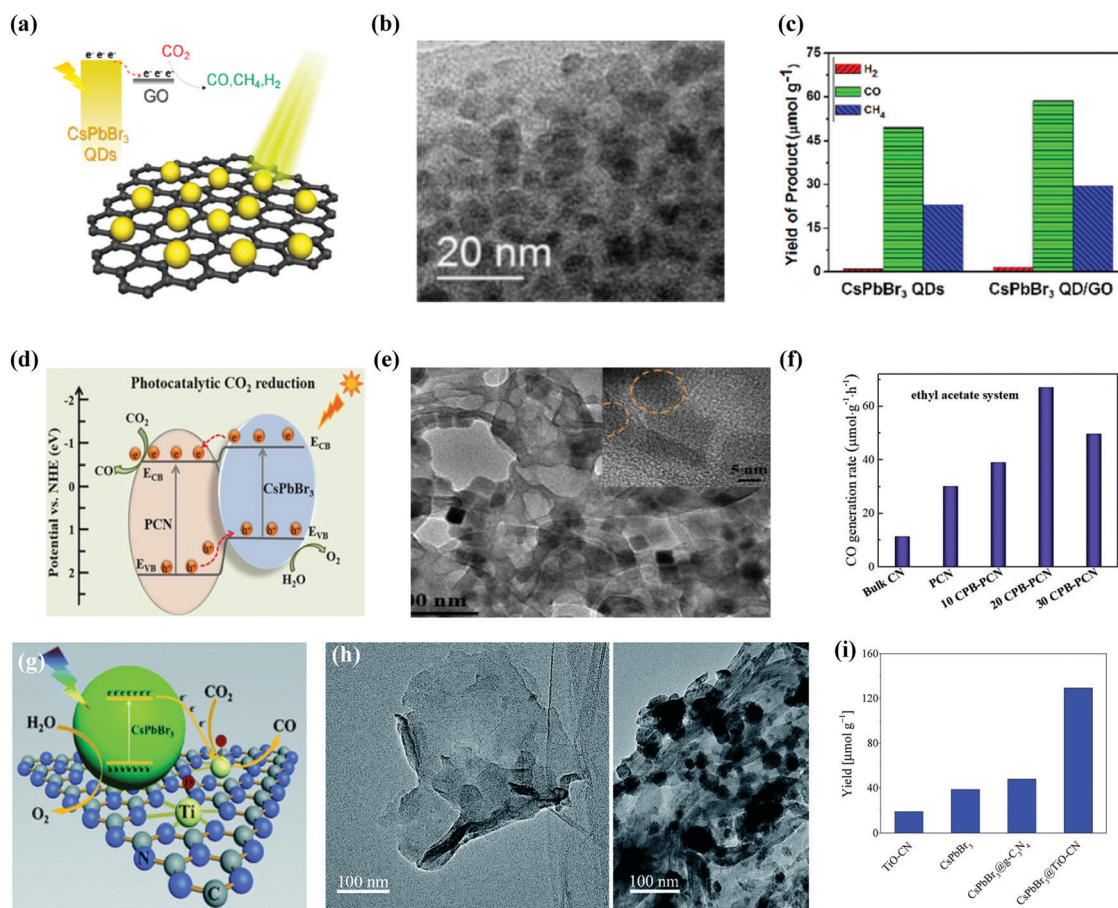 (a)
e⁻ e⁻ e⁻
CO₂
e⁻ e⁻ e⁻
GO
CO,CH₄,H₂
CsPbBr₃
QDs
(b)
20 nm
(c)
Yield of Product (μmol g⁻¹)
75
60
45
30
15
0
H₂
CO
CH₄
CsPbBr₃ QDs
CsPbBr₃ QD/GO
(d)
Photocatalytic CO₂ reduction
Potential vs. NHE (eV)
-2
-1
0
1
2
CO₂
CO
e e e e
e e e
E_CB
E_CB
PCN
CsPbBr₃
h⁺ h⁺ h⁺
h⁺ h⁺ h⁺
E_VB
E_VB
O₂
H₂O
(e)
5 nm
00 nm
(f)
CO generation rate (μmol·g⁻¹·h⁻¹)
60
40
20
0
ethyl acetate system
Bulk CN
PCN
10 CPB-PCN
20 CPB-PCN
30 CPB-PCN
(g)
eeeeeee
e⁻
e⁻
e⁻
CO₂
CO
H₂O
CsPbBr₃
O₂
Ti
N
C
(h)
100 nm
100 nm
(i)
Yield [μmol g⁻¹]
160
120
80
40
0
TiO-CN
CsPbBr₃
CsPbBr₃@g-C₃N₄
CsPbBr₃@TiO-CN